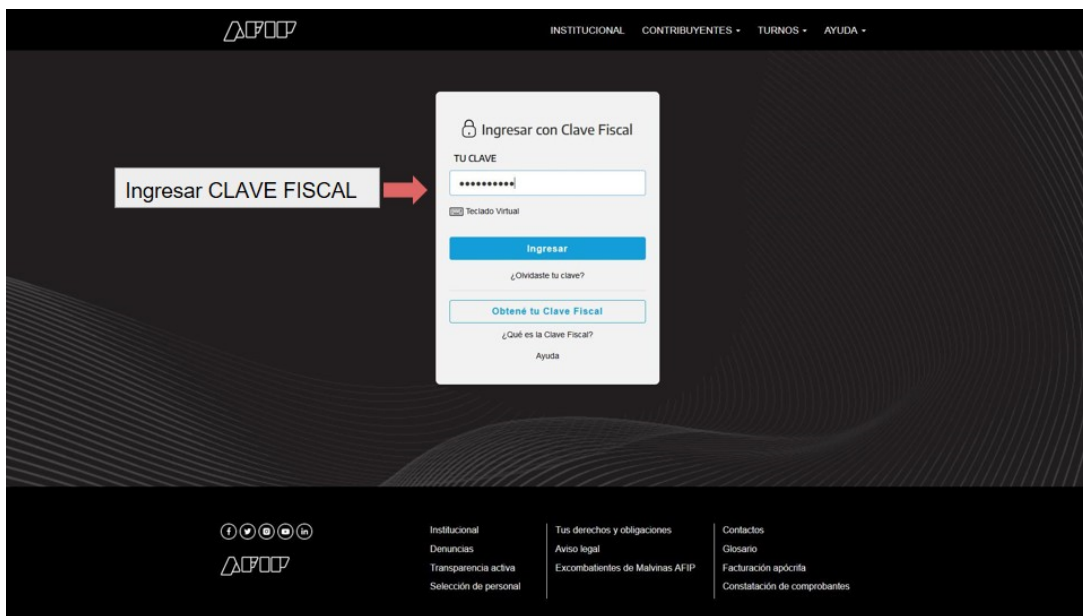 AFIP
INSTITUCIONAL CONTRIBUYENTES TURNOS AYUDA
Ingresar con Clave Fiscal
TU CLAVE
Ingresar CLAVE FISCAL
••••••••••
Teclado Virtual
Ingresar
¿Olvidaste tu clave?
Obtené tu Clave Fiscal
¿Qué es la Clave Fiscal?
Ayuda
AFIP
Institucional
Denuncias
Transparencia activa
Selección de personal
Tus derechos y obligaciones
Aviso legal
Excombatientes de Malvinas AFIP
Contactos
Glosario
Facturación apócrifa
Constatación de comprobantes